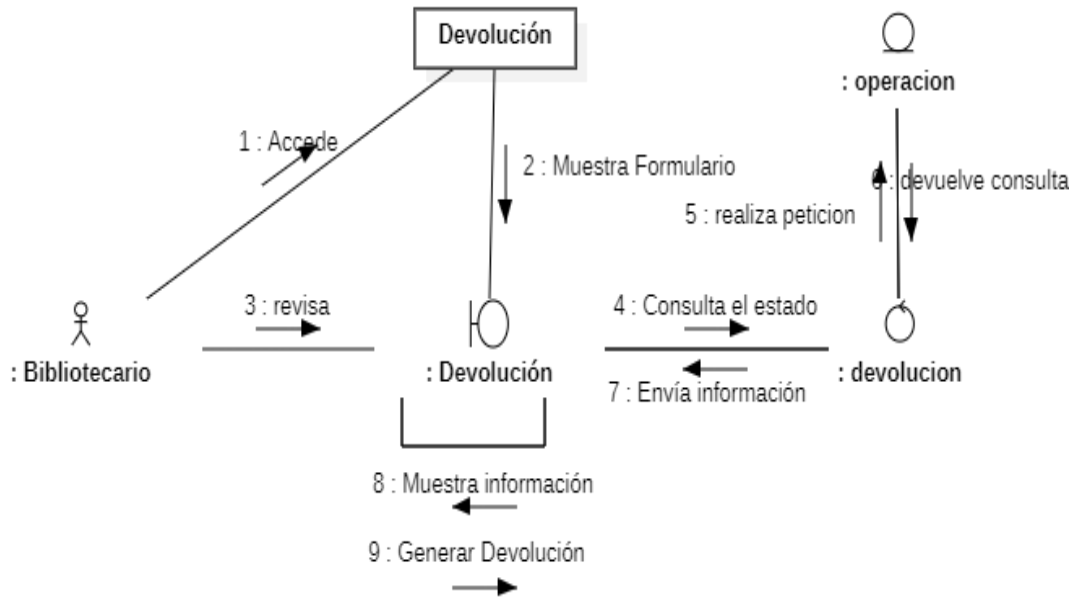 Devolución
: operacion
1 : Accede
2 : Muestra Formulario
6 : devuelve consulta
5 : realiza peticion
3 : revisa
4 : Consulta el estado
: Bibliotecario
: Devolución
: devolucion
7 : Envía información
8 : Muestra información
9 : Generar Devolución